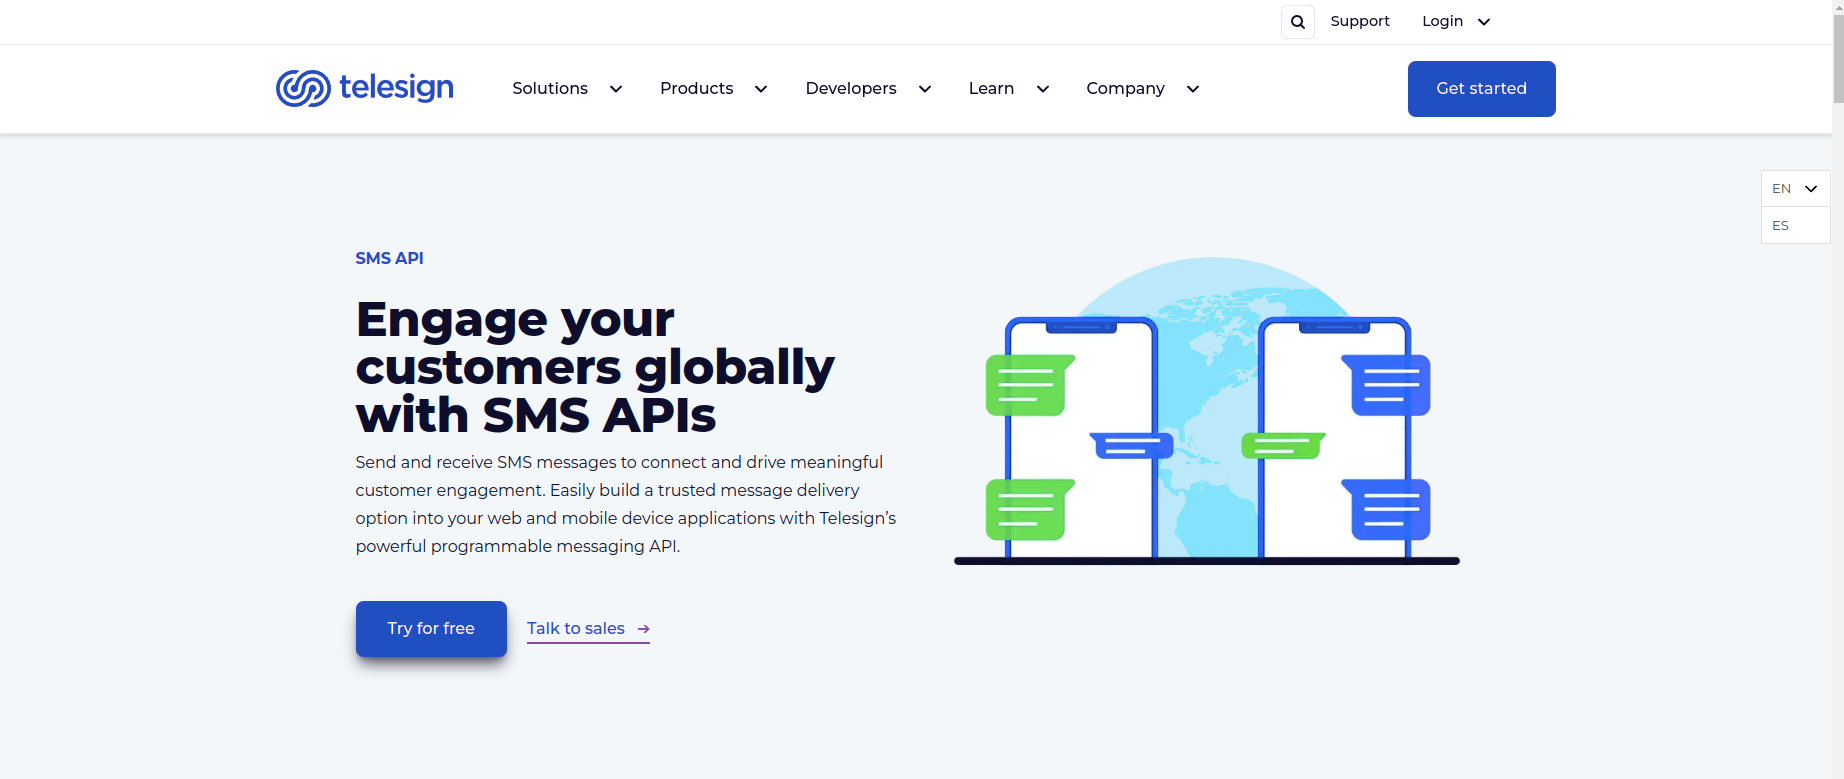 Support Login
telesign Solutions Products Developers Learn Company Get started
EN
ES
SMS API
Engage your
customers globally
with SMS APIs
Send and receive SMS messages to connect and drive meaningful
customer engagement. Easily build a trusted message delivery
option into your web and mobile device applications with Telesign’s
powerful programmable messaging API.
Try for free Talk to sales →